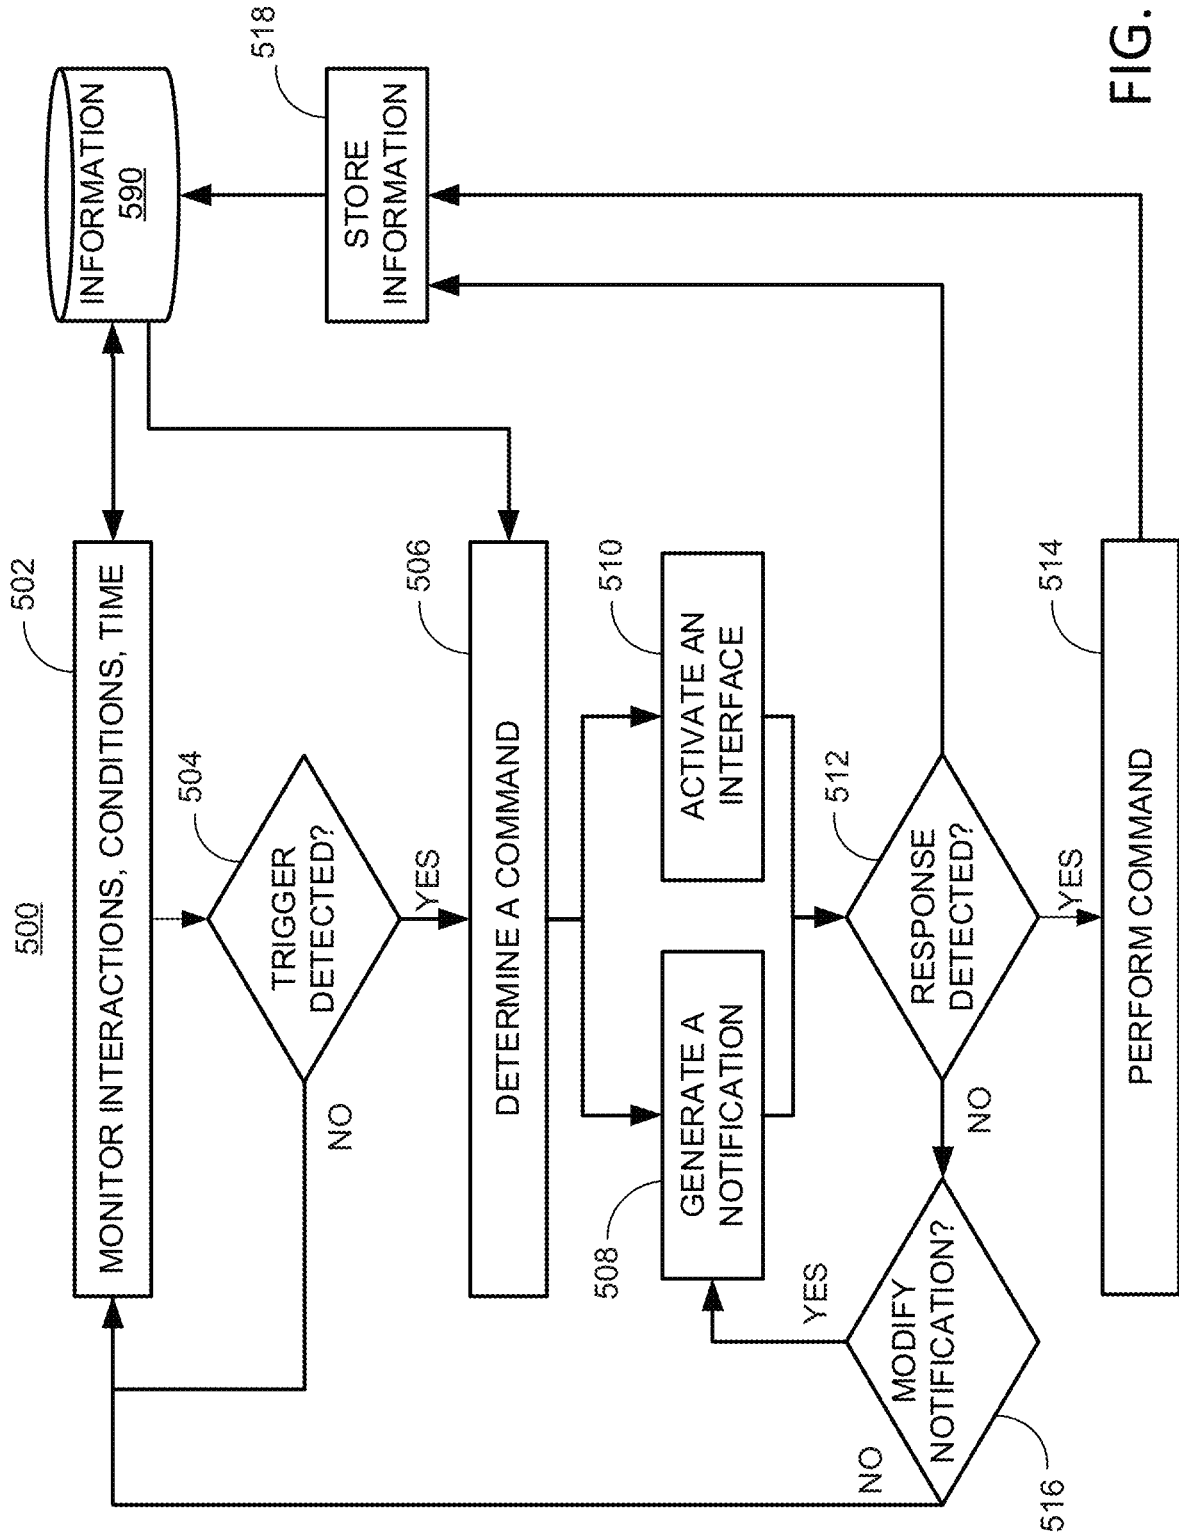 500
502
MONITOR INTERACTIONS, CONDITIONS, TIME
INFORMATION
590
504
TRIGGER
DETECTED?
NO
YES
518
STORE
INFORMATION
506
DETERMINE A COMMAND
508
GENERATE A
NOTIFICATION
510
ACTIVATE AN
INTERFACE
512
RESPONSE
DETECTED?
NO
YES
MODIFY
NOTIFICATION?
YES
NO
516
514
PERFORM COMMAND
FIG.